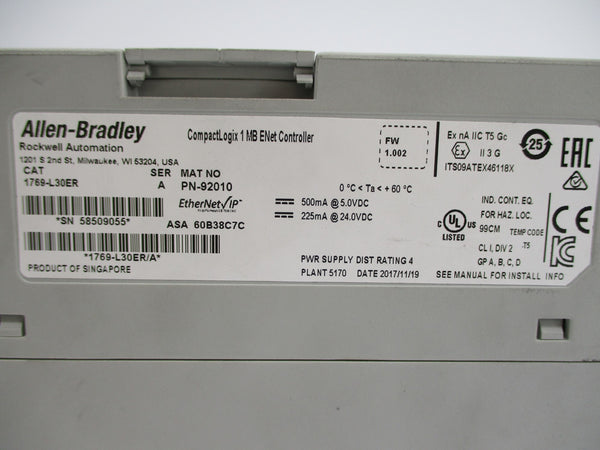 Allen-Bradley
Rockwell Automation
1201 S 2nd St, Milwaukee, WI 53204, USA
CAT SER MAT NO
1769-L30ER A PN-92010
EtherNet/IP
*SN 58509055*
ASA 60B38C7C
*1769-L30ER/A*
PRODUCT OF SINGAPORE
CompactLogix 1 MB ENet Controller
FW
1.002
0 °C < Ta < + 60 °C
500mA @ 5.0VDC
225mA @ 24.0VDC
PWR SUPPLY DIST RATING 4
PLANT 5170 DATE 2017/11/19
Ex nA IIC T5 Gc
Ex II 3 G
ITS09ATEX46118X
25
EAC
IND. CONT. EQ.
FOR HAZ. LOC.
c UL US
LISTED
99CM TEMP CODE
-T5
CL I, DIV 2
GP A, B, C, D
CE
SEE MANUAL FOR INSTALL INFO